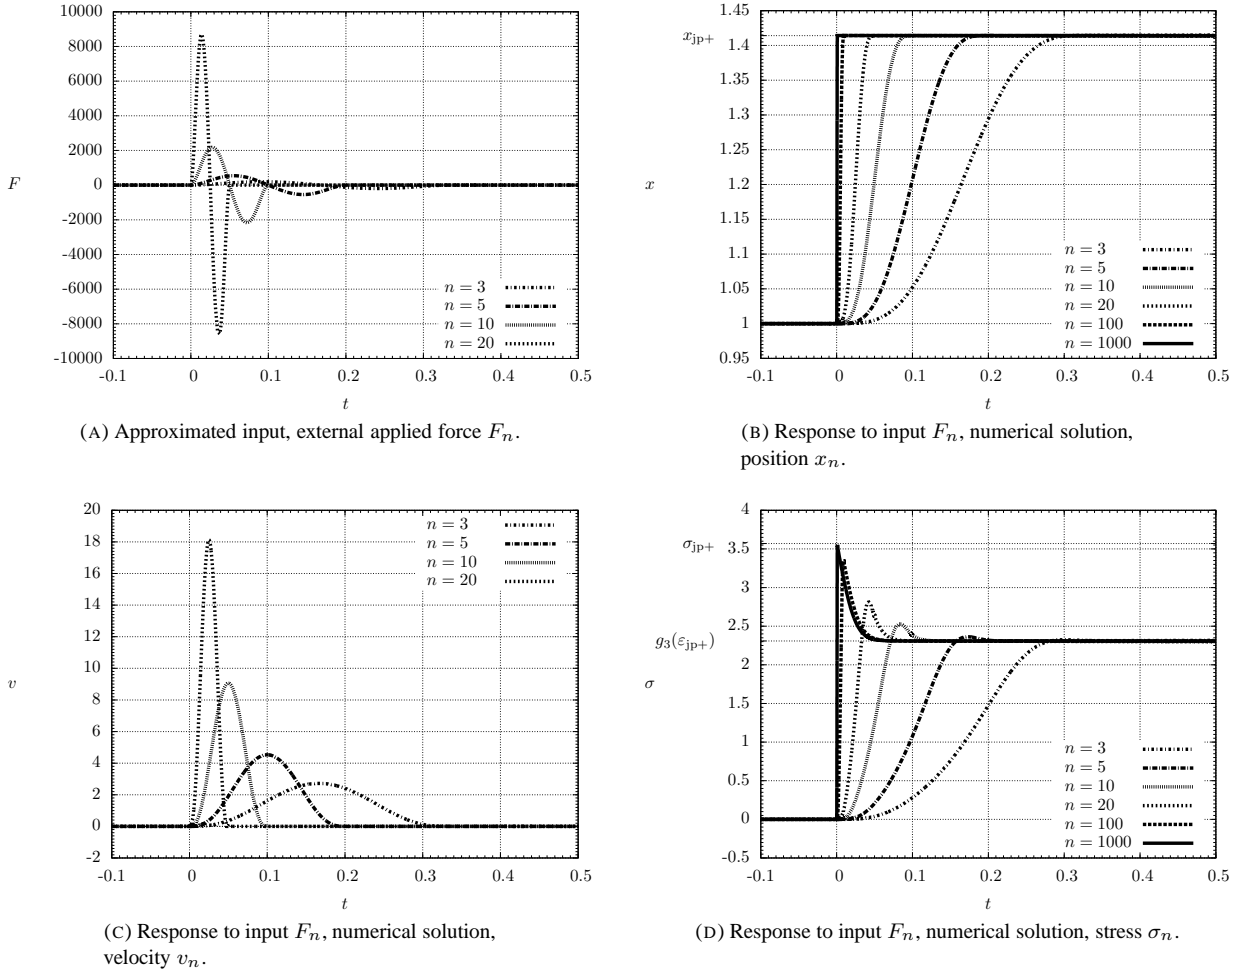 10000
8000
6000
4000
2000
0
-2000
-4000
-6000
-8000
-10000
F
n = 3
n = 5
n = 10
n = 20
-0.1 0 0.1 0.2 0.3 0.4 0.5
t
(A) Approximated input, external applied force Fₙ.
1.45
x_jp+
1.4
1.35
1.3
1.25
1.2
1.15
1.1
1.05
1
0.95
x
n = 3
n = 5
n = 10
n = 20
n = 100
n = 1000
-0.1 0 0.1 0.2 0.3 0.4 0.5
t
(B) Response to input Fₙ, numerical solution,
position xₙ.
20
18
16
14
12
10
8
6
4
2
0
-2
v
n = 3
n = 5
n = 10
n = 20
-0.1 0 0.1 0.2 0.3 0.4 0.5
t
(C) Response to input Fₙ, numerical solution,
velocity vₙ.
4
σ_jp+
3.5
3
2.5
g₃(ε_jp+)
2
1.5
1
0.5
0
-0.5
σ
n = 3
n = 5
n = 10
n = 20
n = 100
n = 1000
-0.1 0 0.1 0.2 0.3 0.4 0.5
t
(D) Response to input Fₙ, numerical solution, stress σₙ.